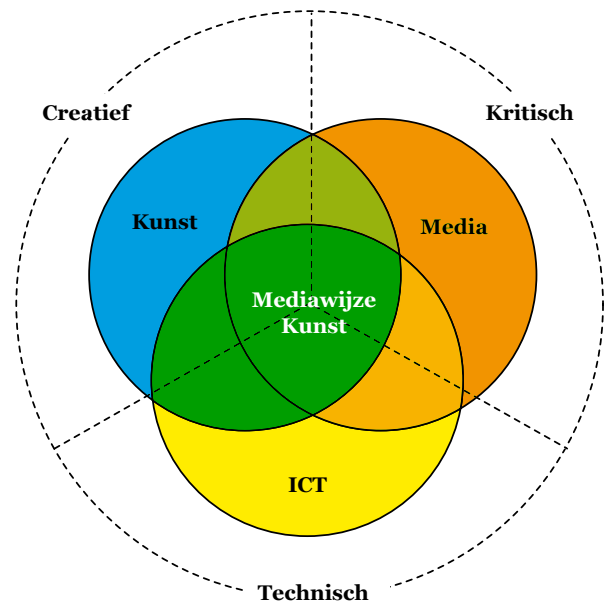 Creatief
Kritisch
Kunst
Media
Mediawijze
Kunst
ICT
Technisch